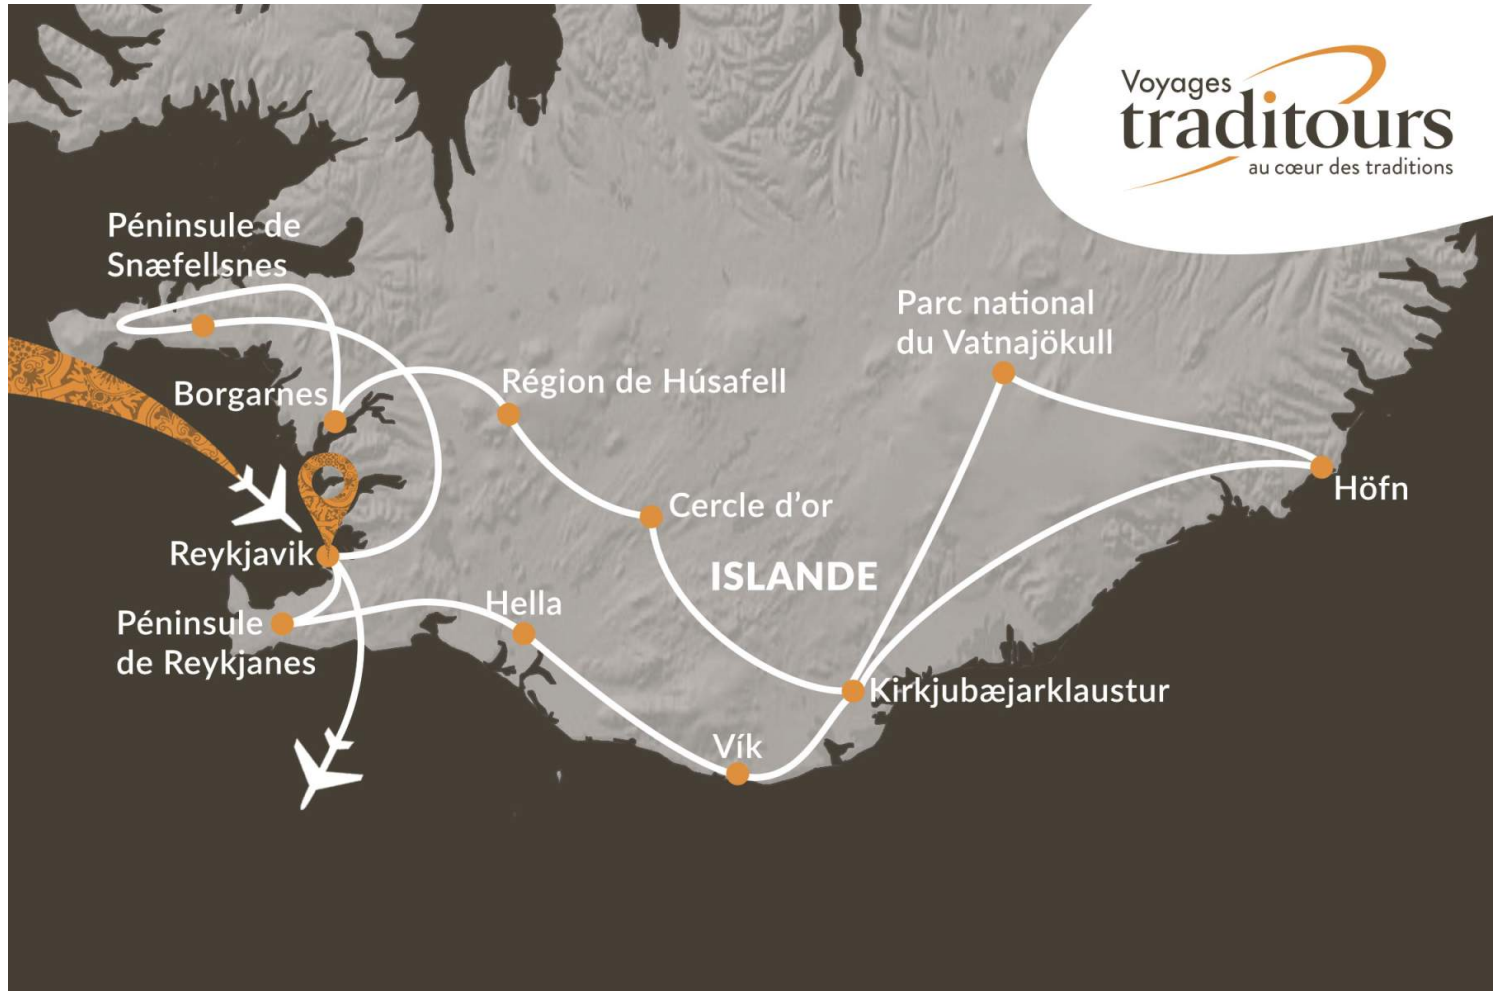 Voyages
traditours
au cœur des traditions
Péninsule de
Snæfellsnes
Parc national
du Vatnajökull
Borgarnes
Région de Húsafell
Höfn
Cercle d’or
Reykjavik
ISLANDE
Hella
Péninsule
de Reykjanes
Kirkjubæjarklaustur
Vík